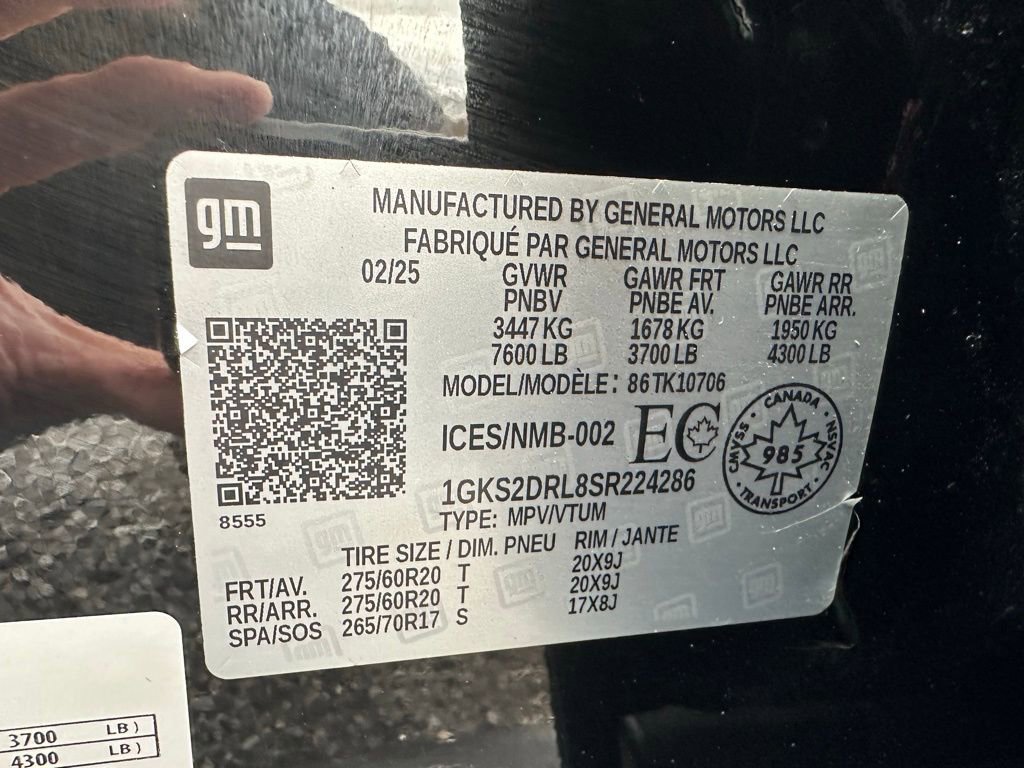 gm
MANUFACTURED BY GENERAL MOTORS LLC
FABRIQUÉ PAR GENERAL MOTORS LLC
02/25 GVWR GAWR FRT GAWR RR
PNBV PNBE AV. PNBE ARR.
3447 KG 1678 KG 1950 KG
7600 LB 3700 LB 4300 LB
MODEL/MODÈLE: 86TK10706
ICES/NMB-002 EC
CANADA
CMVSS 985 NSVAC
TRANSPORT
1GKS2DRL8SR224286
8555
TYPE: MPV/VTUM
TIRE SIZE / DIM. PNEU RIM / JANTE
FRT/AV. 275/60R20 T 20X9J
RR/ARR. 275/60R20 T 20X9J
SPA/SOS 265/70R17 S 17X8J
3700 LB)
4300 LB)